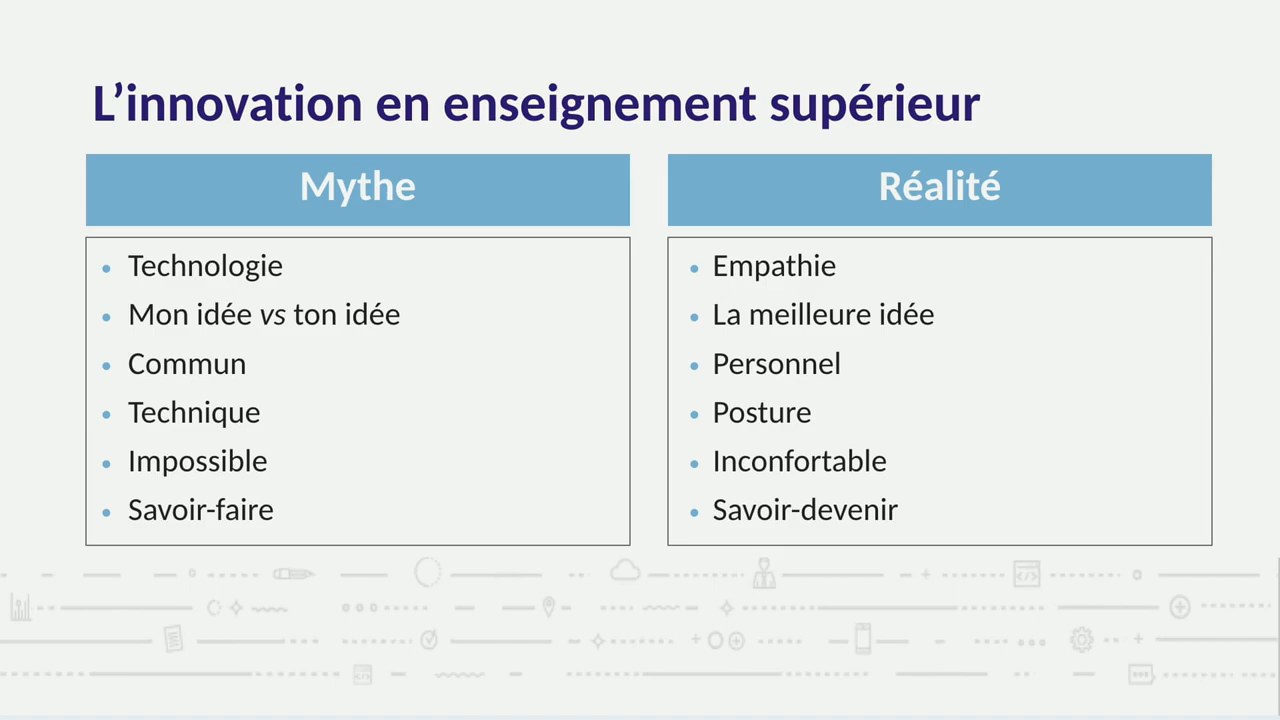 L’innovation en enseignement supérieur
Mythe
• Technologie
• Mon idée vs ton idée
• Commun
• Technique
• Impossible
• Savoir-faire
Réalité
• Empathie
• La meilleure idée
• Personnel
• Posture
• Inconfortable
• Savoir-devenir